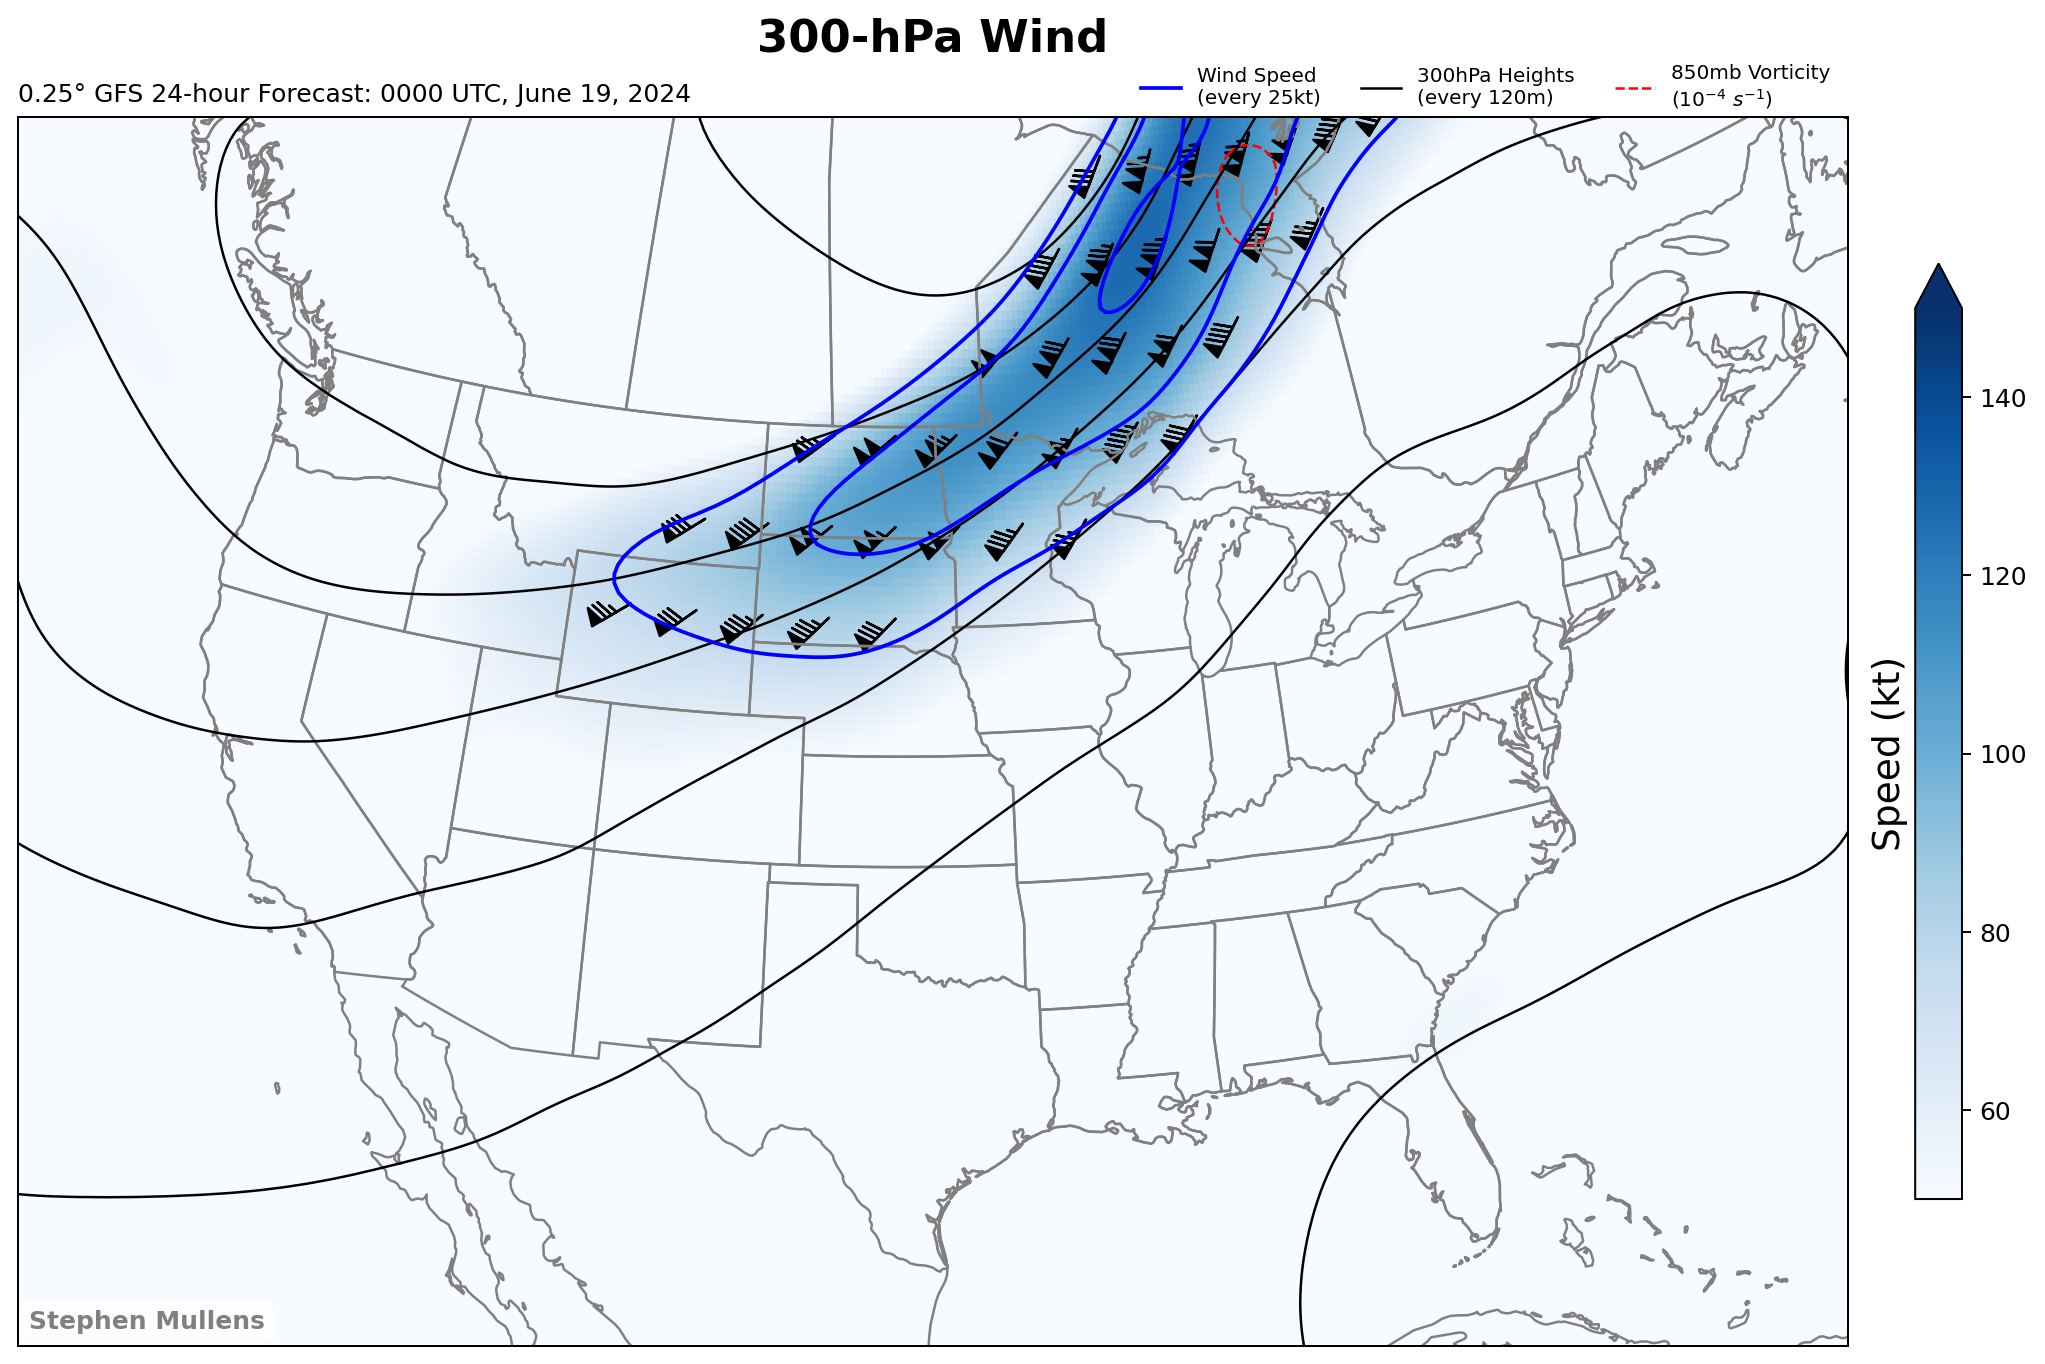 300-hPa Wind
0.25° GFS 24-hour Forecast: 0000 UTC, June 19, 2024
Wind Speed
(every 25kt)
300hPa Heights
(every 120m)
850mb Vorticity
(10⁻⁴ s⁻¹)
140
120
100
80
60
Speed (kt)
Stephen Mullens